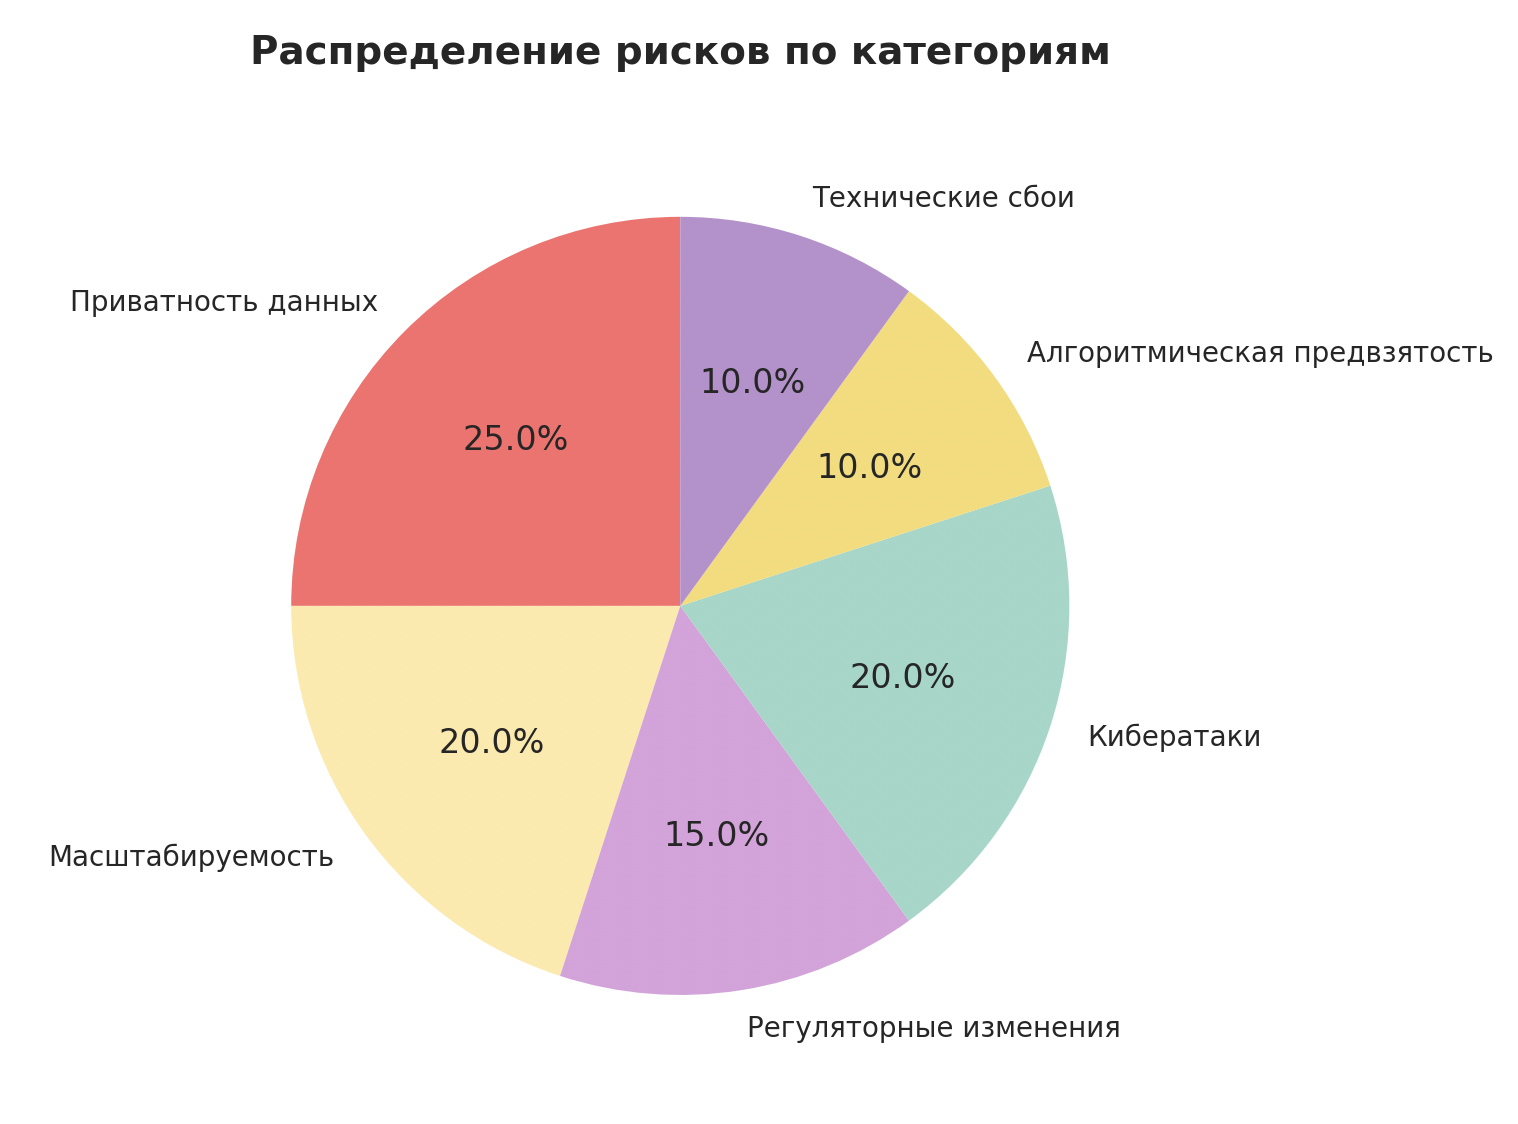 Распределение рисков по категориям
Технические сбои
Приватность данных
Алгоритмическая предвзятость
10.0%
25.0%
10.0%
20.0%
Кибератаки
20.0%
15.0%
Масштабируемость
Регуляторные изменения